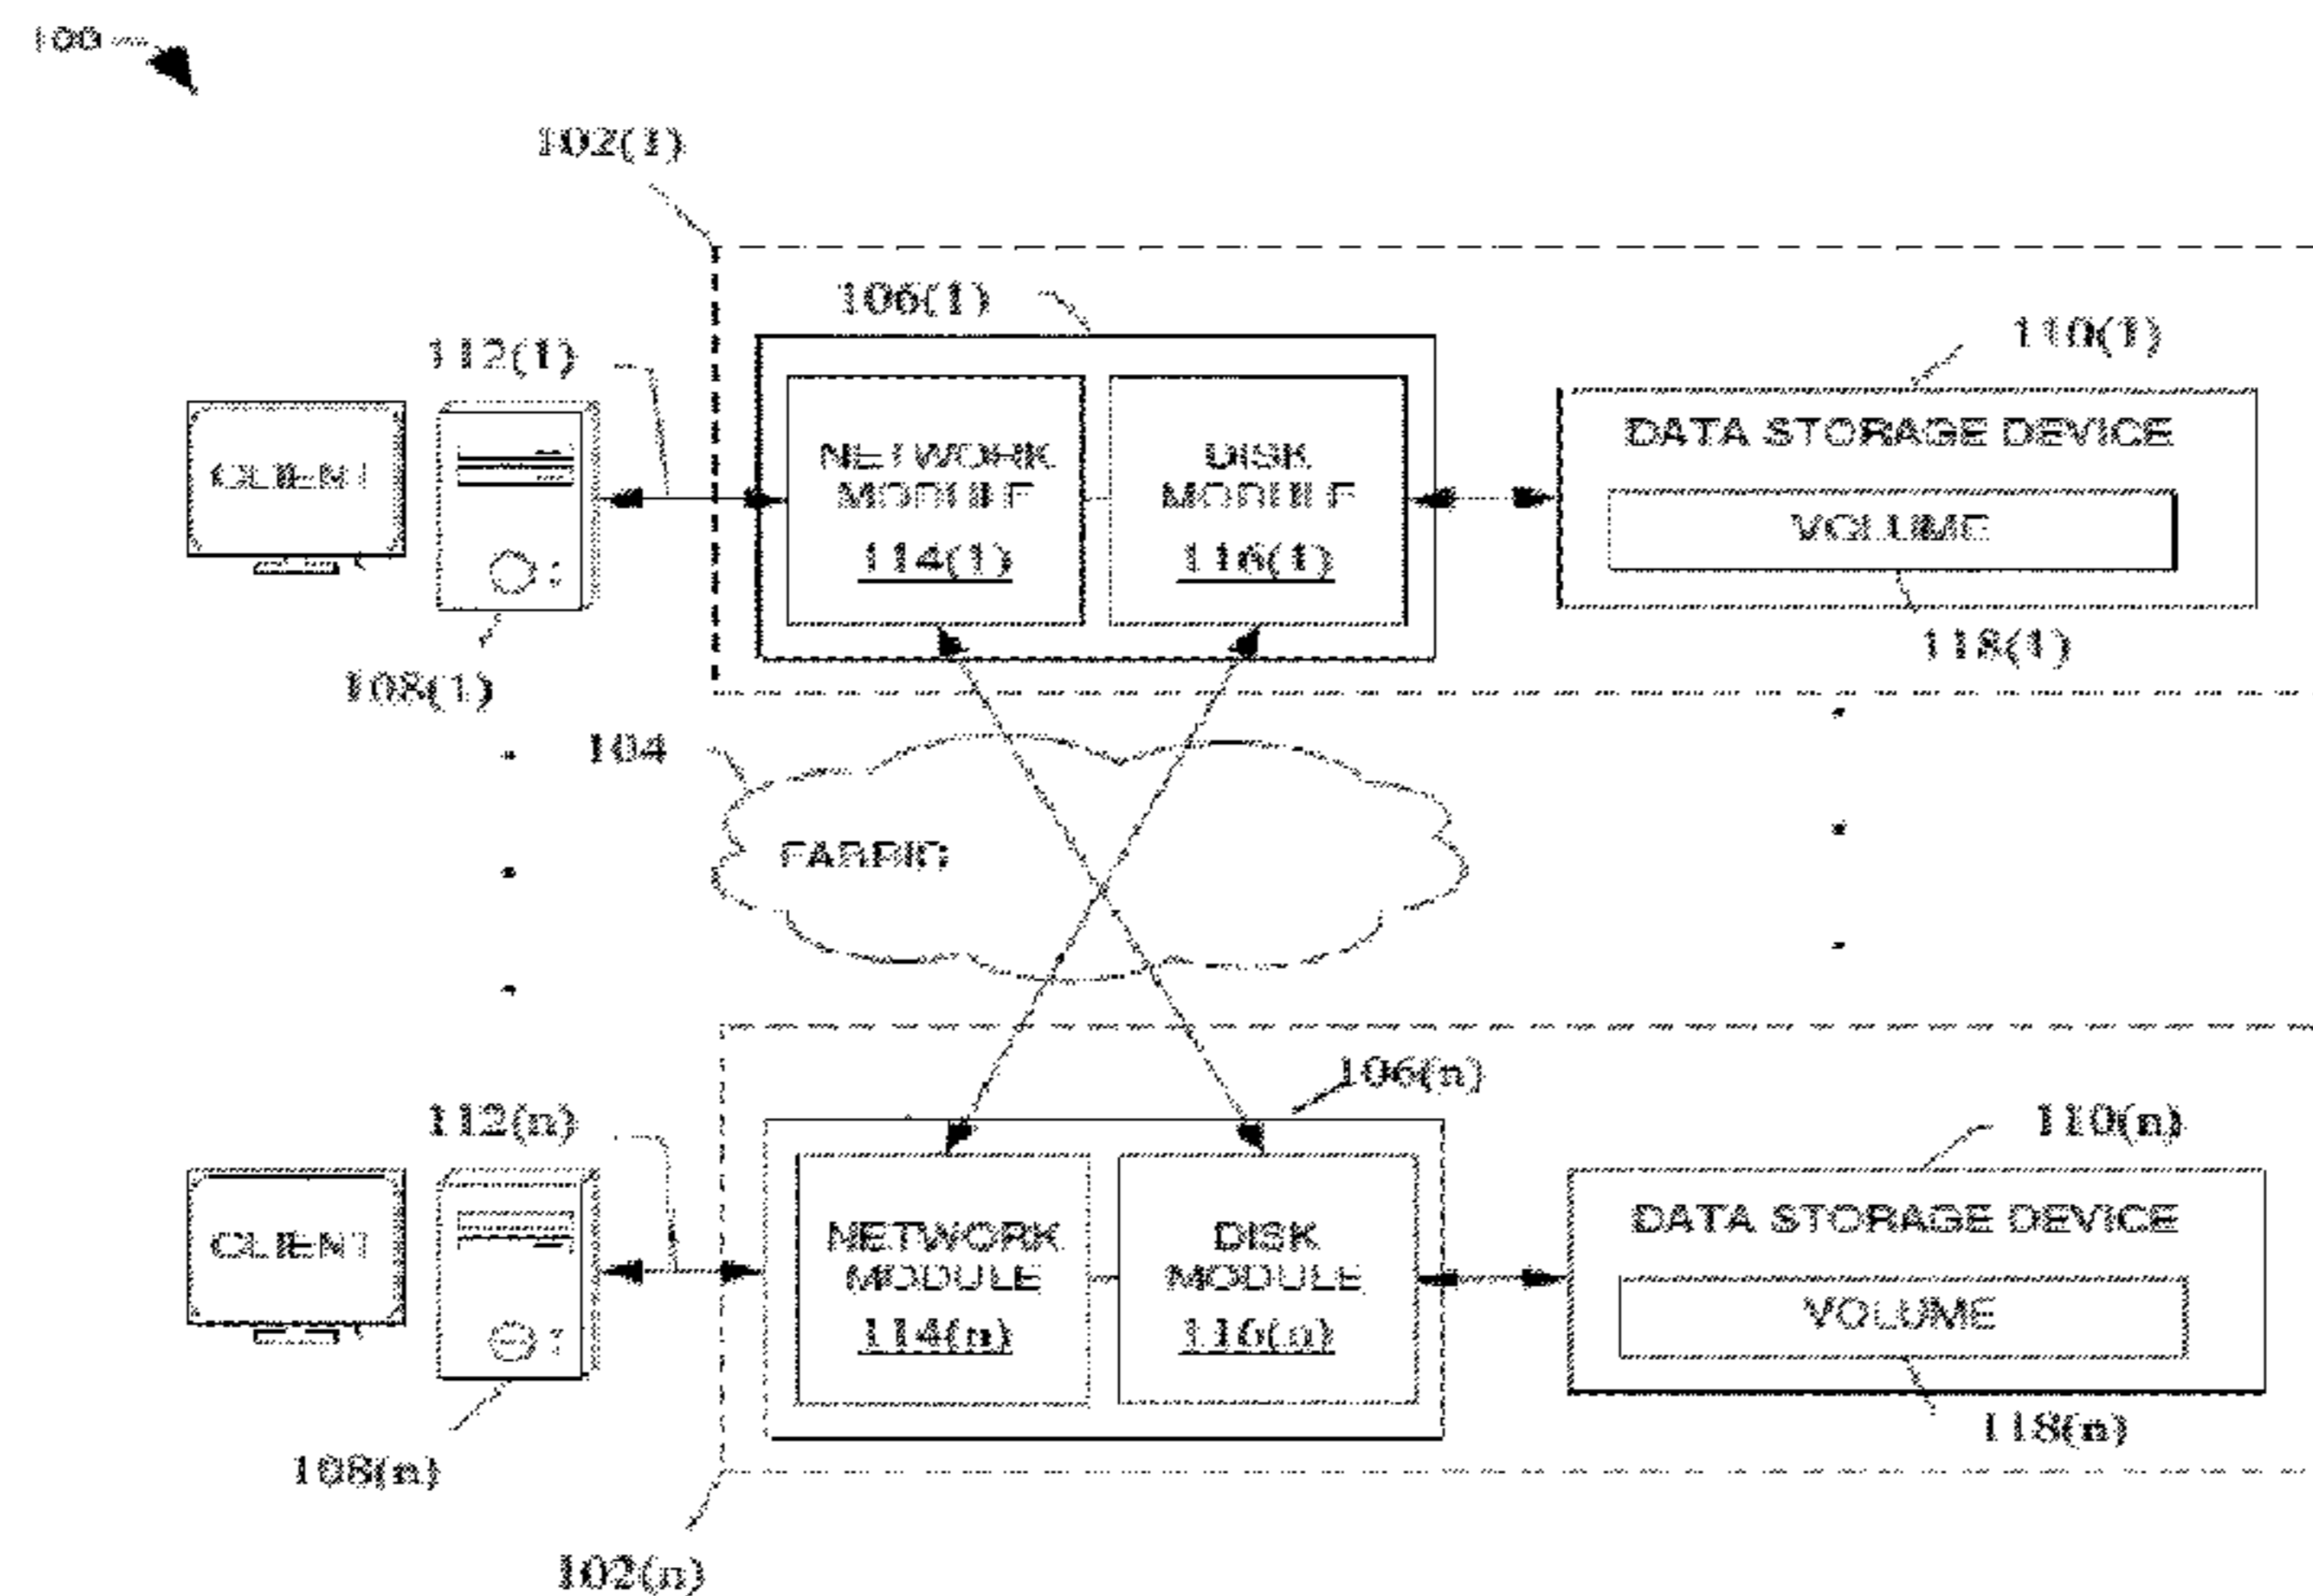 100
102(1)
106(1)
110(1)
112(1)
CLIENT
NETWORK
MODULE
114(1)
DISK
MODULE
116(1)
DATA STORAGE DEVICE
VOLUME
118(1)
108(1)
104
FABRIC
106(n)
110(n)
112(n)
CLIENT
NETWORK
MODULE
114(n)
DISK
MODULE
116(n)
DATA STORAGE DEVICE
VOLUME
118(n)
108(n)
102(n)